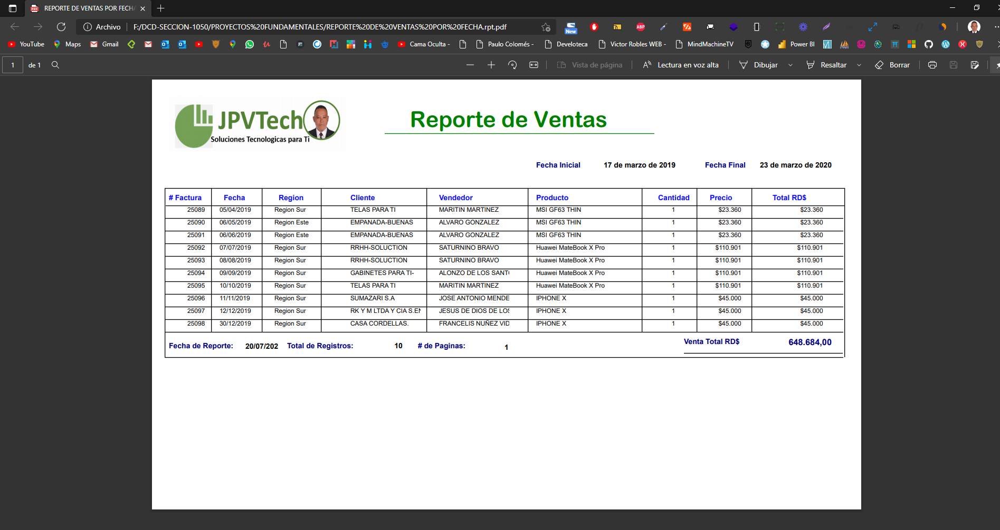 REPORTE DE VENTAS POR FECHA
Archivo F:/DCD-SECCION-1050/PROYECTOS%20FUNDAMENTALES/REPORTE%20DE%20VENTAS%20POR%20FECHA.rpt.pdf New ABP
YouTube Maps Gmail Cama Oculta - Paulo Colomés - Develoteca Victor Robles WEB - MindMachineTV Power BI
1 de 1 Vista de página Lectura en voz alta Dibujar Resaltar Borrar
JPVTech
Soluciones Tecnologicas para Ti
Reporte de Ventas
Fecha Inicial 17 de marzo de 2019 Fecha Final 23 de marzo de 2020
# Factura Fecha Region Cliente Vendedor Producto Cantidad Precio Total RD$
25089 05/04/2019 Region Sur TELAS PARA TI MARITIN MARTINEZ MSI GF63 THIN 1 $23.360 $23.360
25090 06/05/2019 Region Este EMPANADA-BUENAS ALVARO GONZALEZ MSI GF63 THIN 1 $23.360 $23.360
25091 06/06/2019 Region Este EMPANADA-BUENAS ALVARO GONZALEZ MSI GF63 THIN 1 $23.360 $23.360
25092 07/07/2019 Region Sur RRHH-SOLUCTION SATURNINO BRAVO Huawei MateBook X Pro 1 $110.901 $110.901
25093 08/08/2019 Region Sur RRHH-SOLUCTION SATURNINO BRAVO Huawei MateBook X Pro 1 $110.901 $110.901
25094 09/09/2019 Region Sur GABINETES PARA TI- ALONZO DE LOS SANT Huawei MateBook X Pro 1 $110.901 $110.901
25095 10/10/2019 Region Sur TELAS PARA TI MARITIN MARTINEZ Huawei MateBook X Pro 1 $110.901 $110.901
25096 11/11/2019 Region Sur SUMAZARI S.A JOSE ANTONIO MENDE IPHONE X 1 $45.000 $45.000
25097 12/12/2019 Region Sur RK Y M LTDA Y CIA S.EN JESUS DE DIOS DE LOS IPHONE X 1 $45.000 $45.000
25098 30/12/2019 Region Sur CASA CORDELLAS. FRANCELIS NUÑEZ VID IPHONE X 1 $45.000 $45.000
Fecha de Reporte: 20/07/202 Total de Registros: 10 # de Paginas: 1 Venta Total RD$ 648.684,00